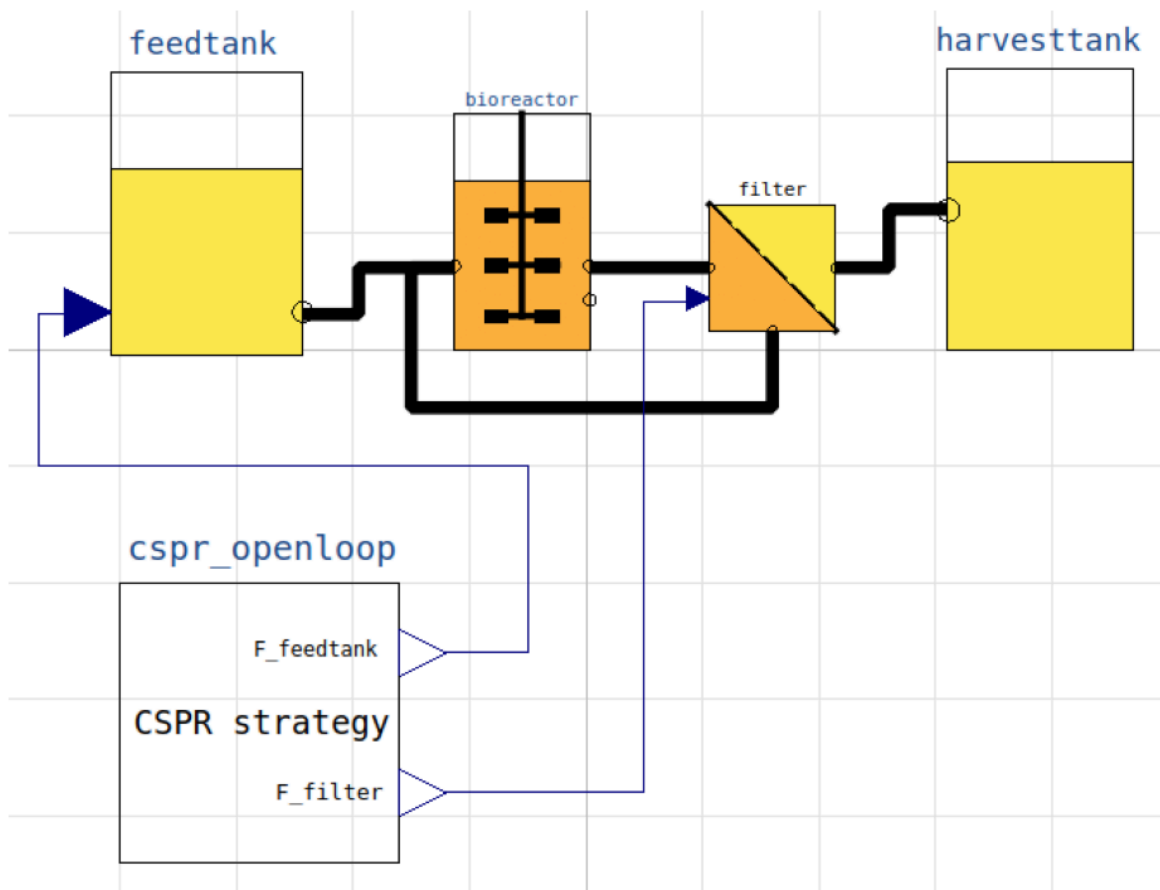 feedtank
harvesttank
bioreactor
filter
cspr_openloop
F_feedtank
CSPR strategy
F_filter